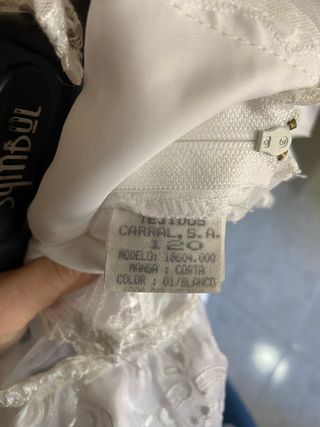 TEJIDOS
CARRAL, S.A.
120
MODELO: 18604.000
MANGA : CORTA
COLOR : 01/BLANCO